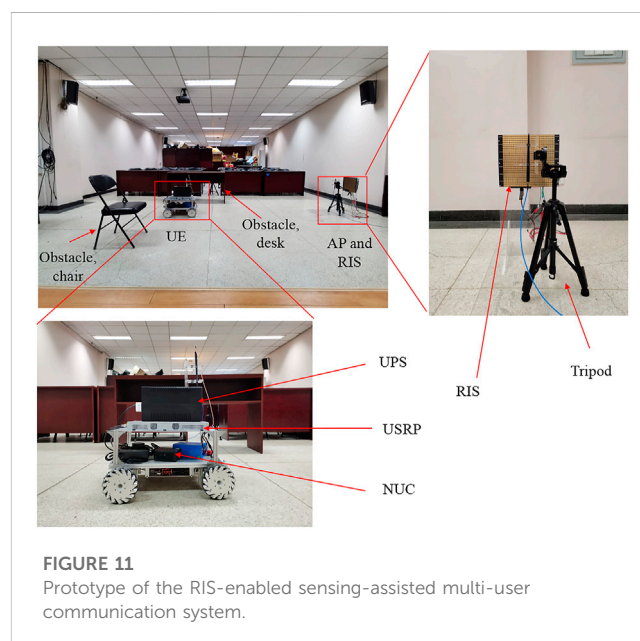 Obstacle,
chair
UE
Obstacle,
desk
AP and
RIS
RIS
Tripod
UPS
USRP
NUC
FIGURE 11
Prototype of the RIS-enabled sensing-assisted multi-user
communication system.